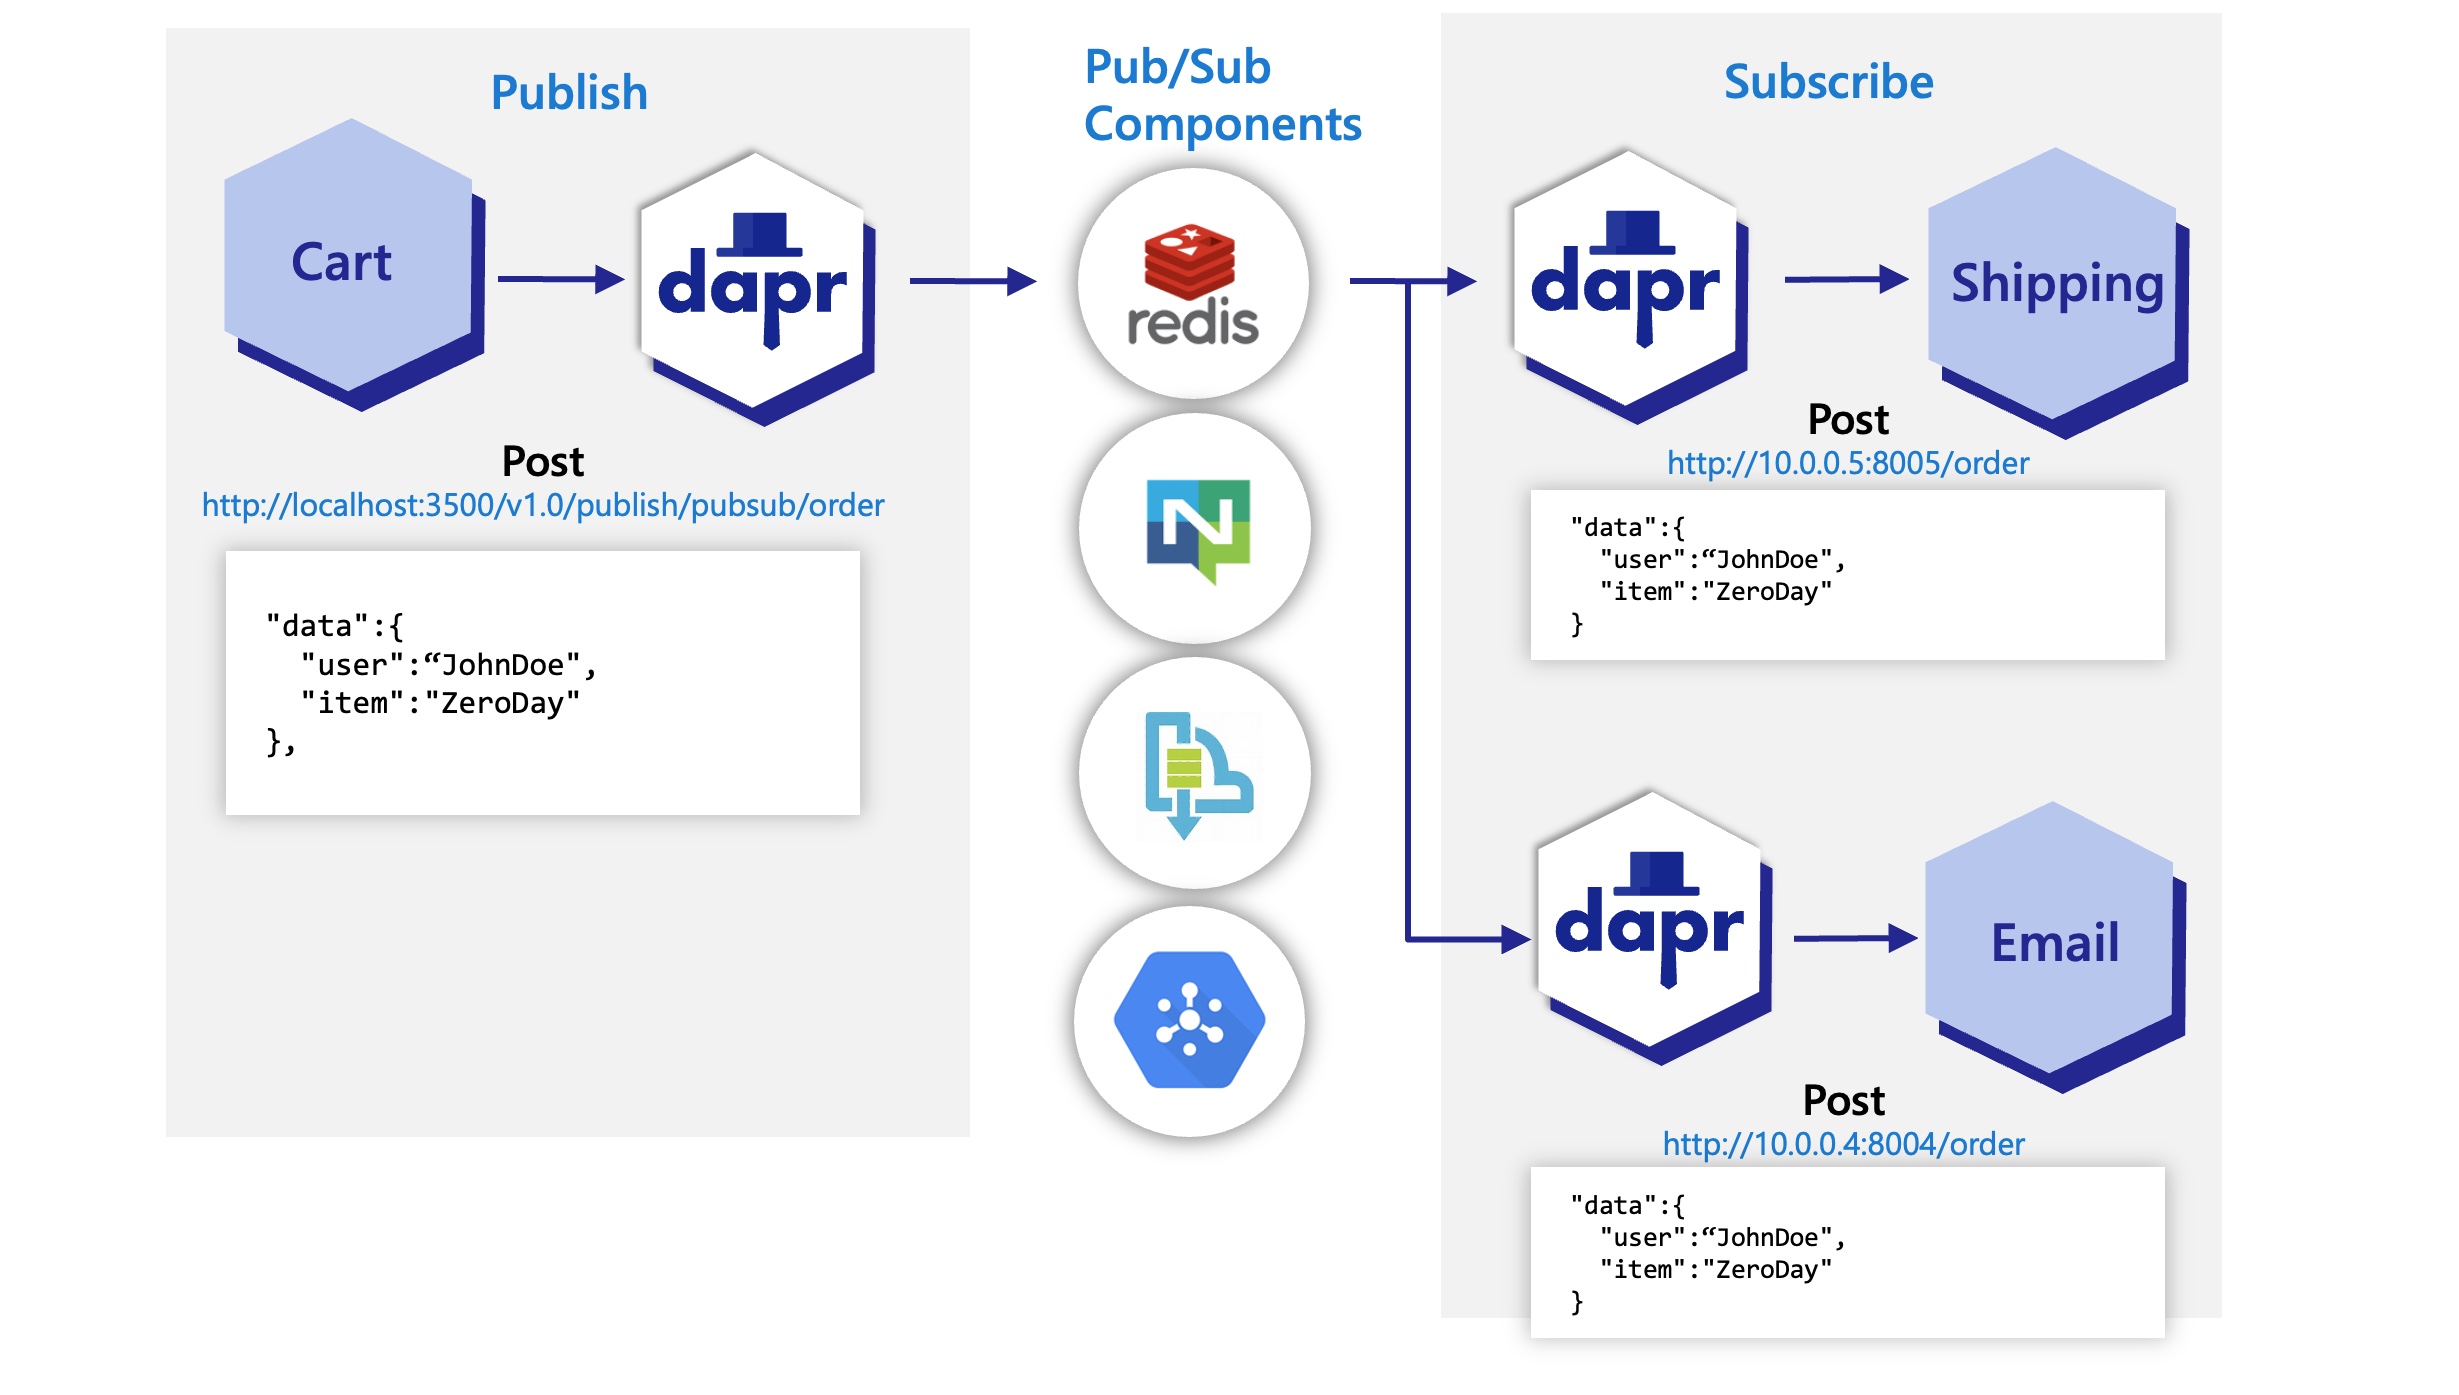 Publish
Cart
dapr
Post
http://localhost:3500/v1.0/publish/pubsub/order
"data":{
"user":“JohnDoe",
"item":"ZeroDay"
},
Pub/Sub
Components
redis
N
Subscribe
dapr
Shipping
Post
http://10.0.0.5:8005/order
"data":{
"user":“JohnDoe",
"item":"ZeroDay"
}
dapr
Email
Post
http://10.0.0.4:8004/order
"data":{
"user":“JohnDoe",
"item":"ZeroDay"
}